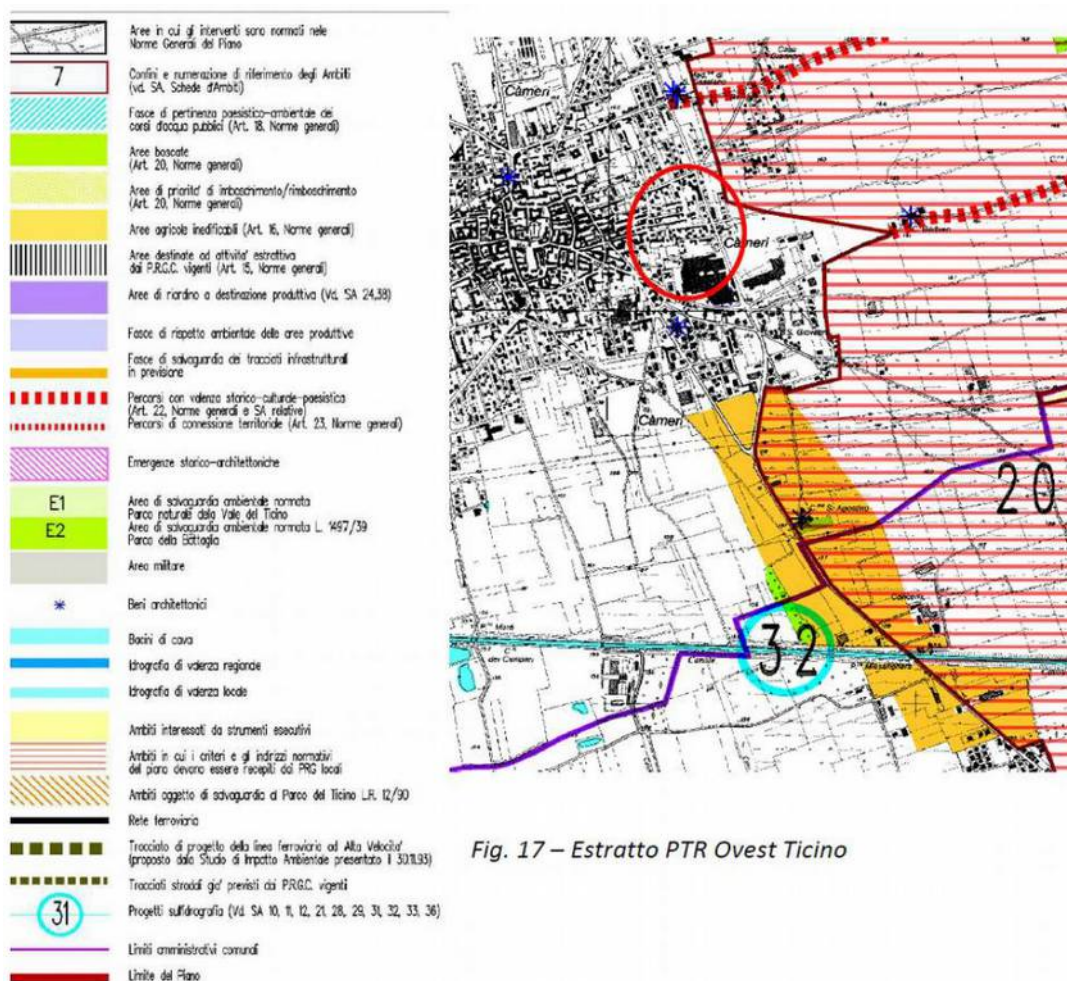 Aree in cui gli interventi sono normati nele
Norme Generali del Piano
7
Confini e numerazione di riferimento degli Ambiti
(vd. SA, Schede d'Ambiti)
Fasce di pertinenza paesistico-ambientale dei
corsi d'acqua pubblici (Art. 18, Norme generali)
Aree boscate
(Art. 20, Norme generali)
Aree di priorita' di imboschimento/rimboschimento
(Art. 20, Norme generali)
Aree agricole inedificabili (Art. 16, Norme generali)
Aree destinate ad attivita' estrattiva
dai P.R.G.C. vigenti (Art. 15, Norme generali)
Aree di riordino a destinazione produttiva (Vd. SA 24,38)
Fasce di rispetto ambientale delle aree produttive
Fasce di salvaguardia dei tracciati infrastrutturali
in previsione
Percorsi con valenza storico-culturale-paesistica
(Art. 22, Norme generali e SA relative)
Percorsi di connessione territoriale (Art. 23, Norme generali)
Emergenze storico-architettoniche
E1
Area di salvaguardia ambientale normata
Parco naturale dela Vale del Ticino
E2
Area di salvaguardia ambientale normata L. 1497/39
Parco della Battaglia
Area militare
Beni architettonici
Bacini di cava
Idrografia di valenza regionale
Idrografia di valenza locale
Ambiti interessati da strumenti esecutivi
Ambiti in cui i criteri e gli indirizzi normativi
del piano devono essere recepiti dai PRG locali
Ambiti oggetto di salvaguardia al Parco del Ticino L.R. 12/90
Rete ferroviaria
Tracciato di progetto della linea ferroviaria ad Alta Velocita'
(proposto dalo Studio di Impatto Ambientale presentato il 30.11.93)
Tracciati stradali gia' previsti dai P.R.G.C. vigenti
31
Progetti sull'idrografia (Vd. SA 10, 11, 12, 21, 28, 29, 31, 32, 33, 36)
Limiti amministrativi comunali
Limite del Piano
Càmeri
Càmeri
Càmeri
Càmeri
S. Giovanni
S. Agostino
20
32
Fig. 17 – Estratto PTR Ovest Ticino